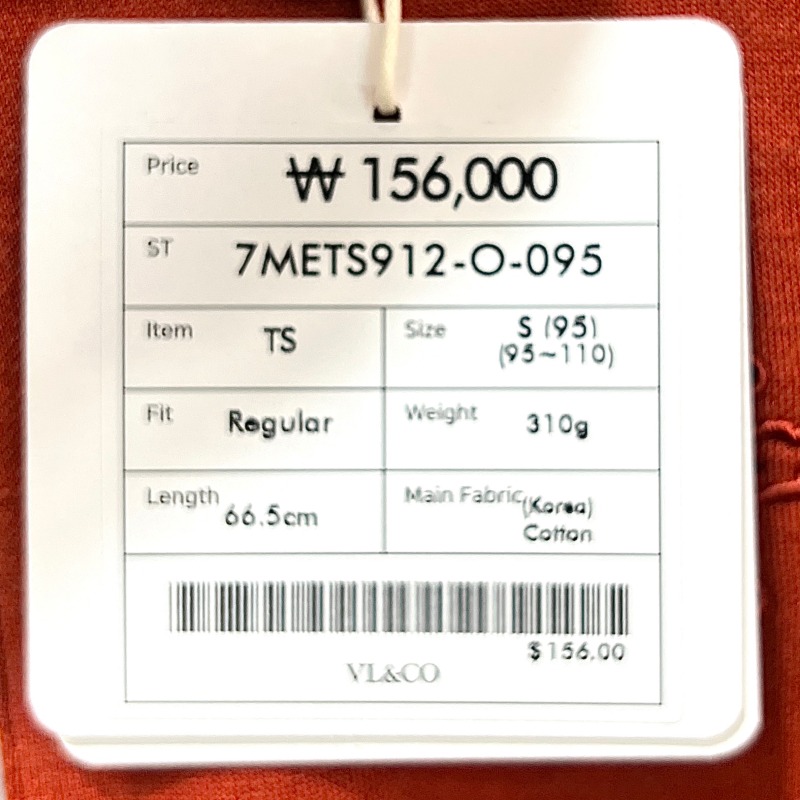 Price ₩ 156,000
ST 7METS912-O-095
Item TS Size S (95)
(95~110)
Fit Regular Weight 310g
Length 66.5cm Main Fabric (Korea)
Cotton
$156.00
VL&CO